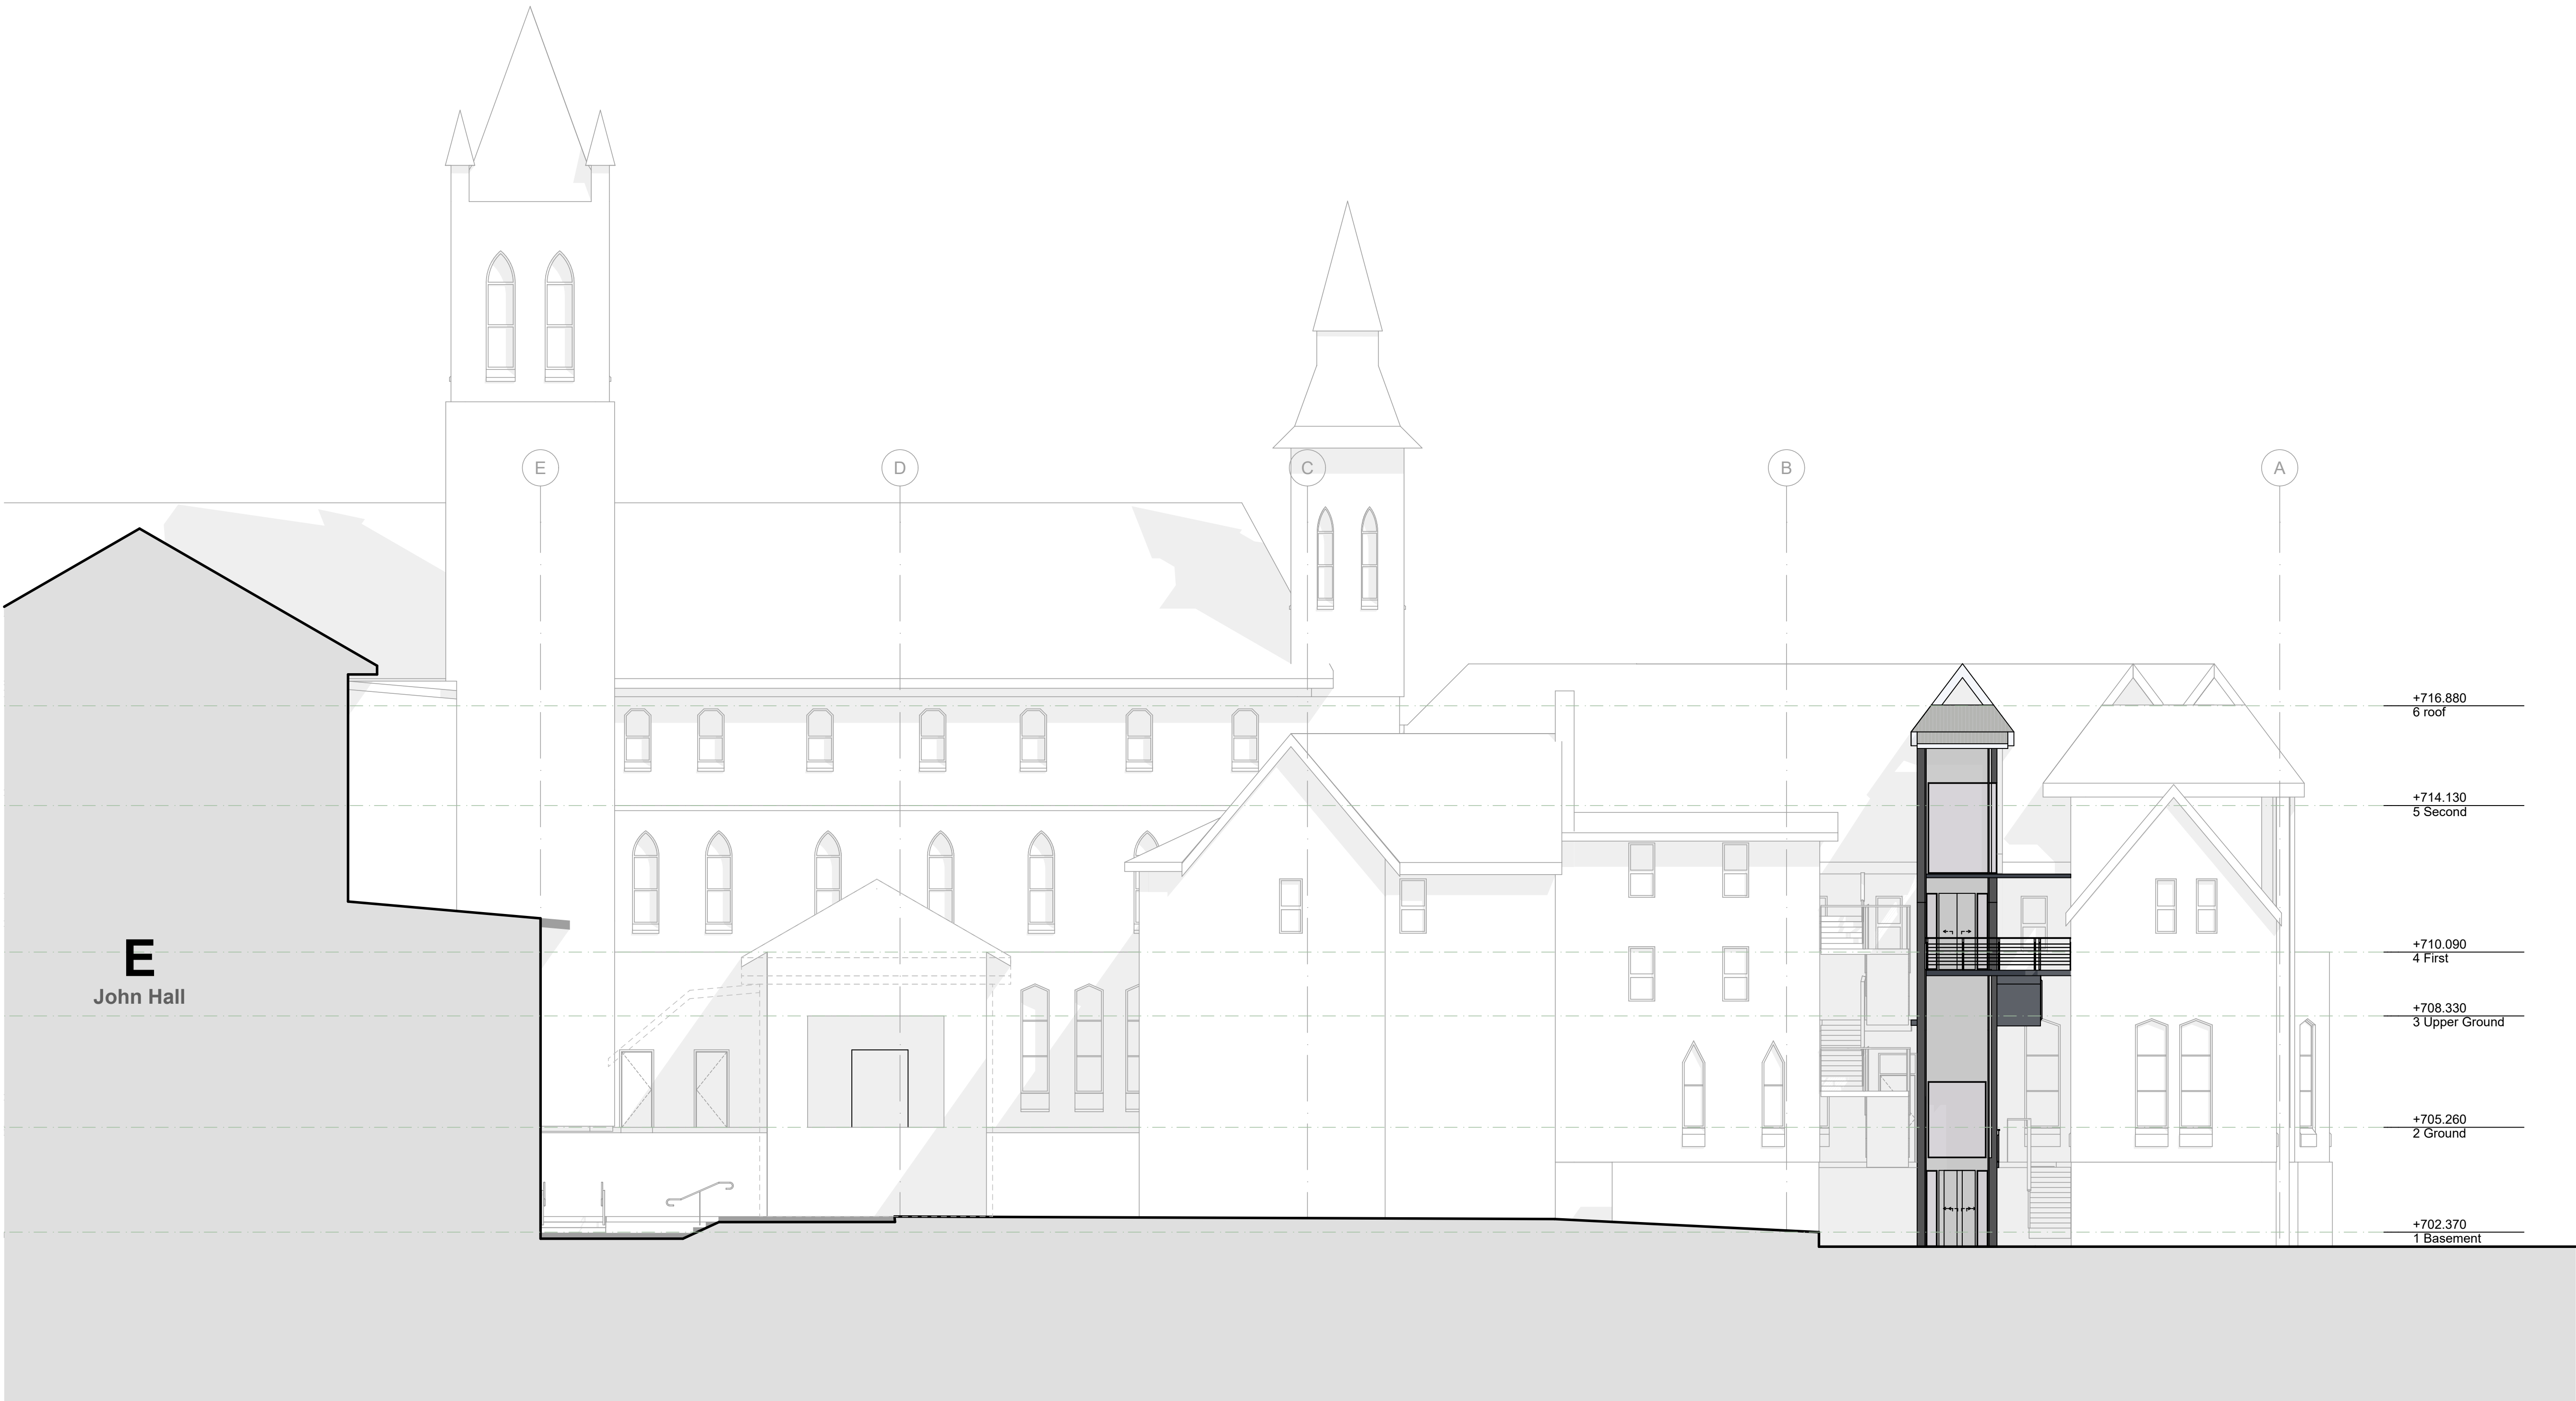 E
D
C
B
A
+716.880
6 roof
+714.130
5 Second
E
John Hall
+710.090
4 First
+708.330
3 Upper Ground
+705.260
2 Ground
+702.370
1 Basement